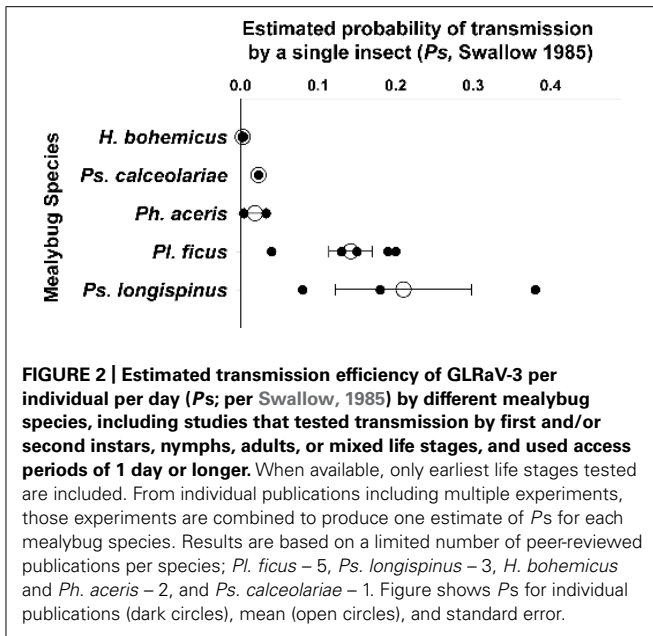 Estimated probability of transmission
by a single insect (Ps, Swallow 1985)
0.0 0.1 0.2 0.3 0.4
Mealybug Species
H. bohemicus
Ps. calceolariae
Ph. aceris
Pl. ficus
Ps. longispinus
FIGURE 2 | Estimated transmission efficiency of GLRaV-3 per
individual per day (Ps; per Swallow, 1985) by different mealybug
species, including studies that tested transmission by first and/or
second instars, nymphs, adults, or mixed life stages, and used access
periods of 1 day or longer. When available, only earliest life stages tested
are included. From individual publications including multiple experiments,
those experiments are combined to produce one estimate of Ps for each
mealybug species. Results are based on a limited number of peer-reviewed
publications per species; Pl. ficus – 5, Ps. longispinus – 3, H. bohemicus
and Ph. aceris – 2, and Ps. calceolariae – 1. Figure shows Ps for individual
publications (dark circles), mean (open circles), and standard error.